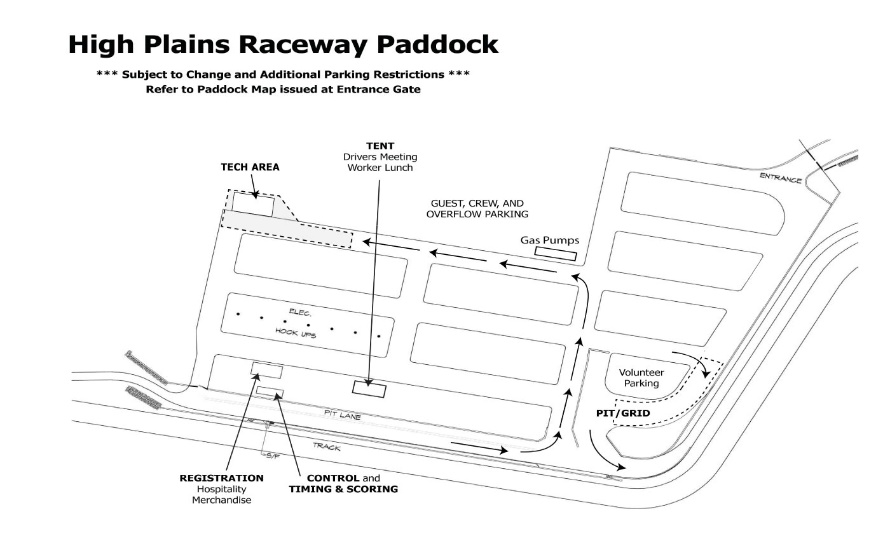 High Plains Raceway Paddock
*** Subject to Change and Additional Parking Restrictions ***
Refer to Paddock Map issued at Entrance Gate
TENT
Drivers Meeting
Worker Lunch
TECH AREA
ENTRANCE
GUEST, CREW, AND
OVERFLOW PARKING
Gas Pumps
ELEC.
HOOK UPS
Volunteer
Parking
PIT/GRID
PIT LANE
TRACK
S/F
REGISTRATION
Hospitality
Merchandise
CONTROL and
TIMING & SCORING